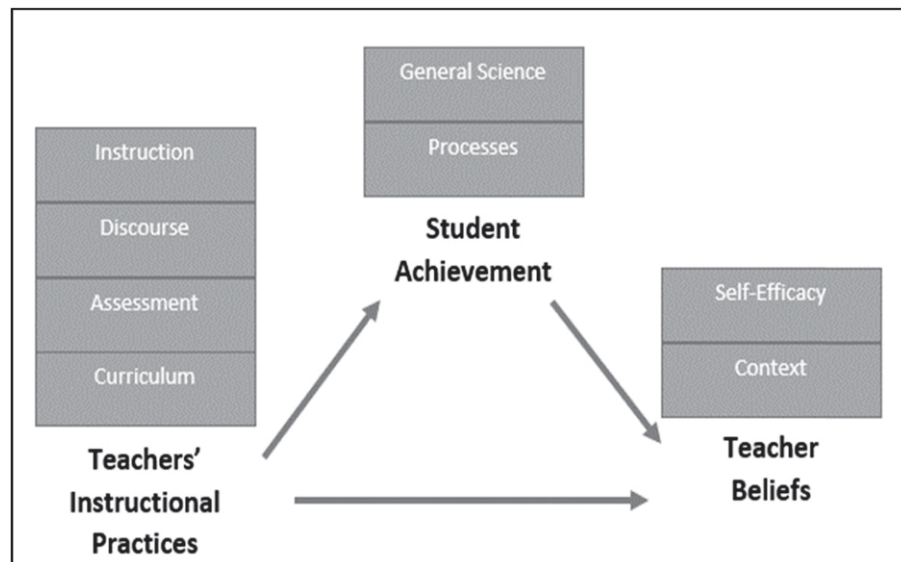 General Science
Processes
Student
Achievement
Instruction
Discourse
Assessment
Curriculum
Teachers’
Instructional
Practices
Self-Efficacy
Context
Teacher
Beliefs